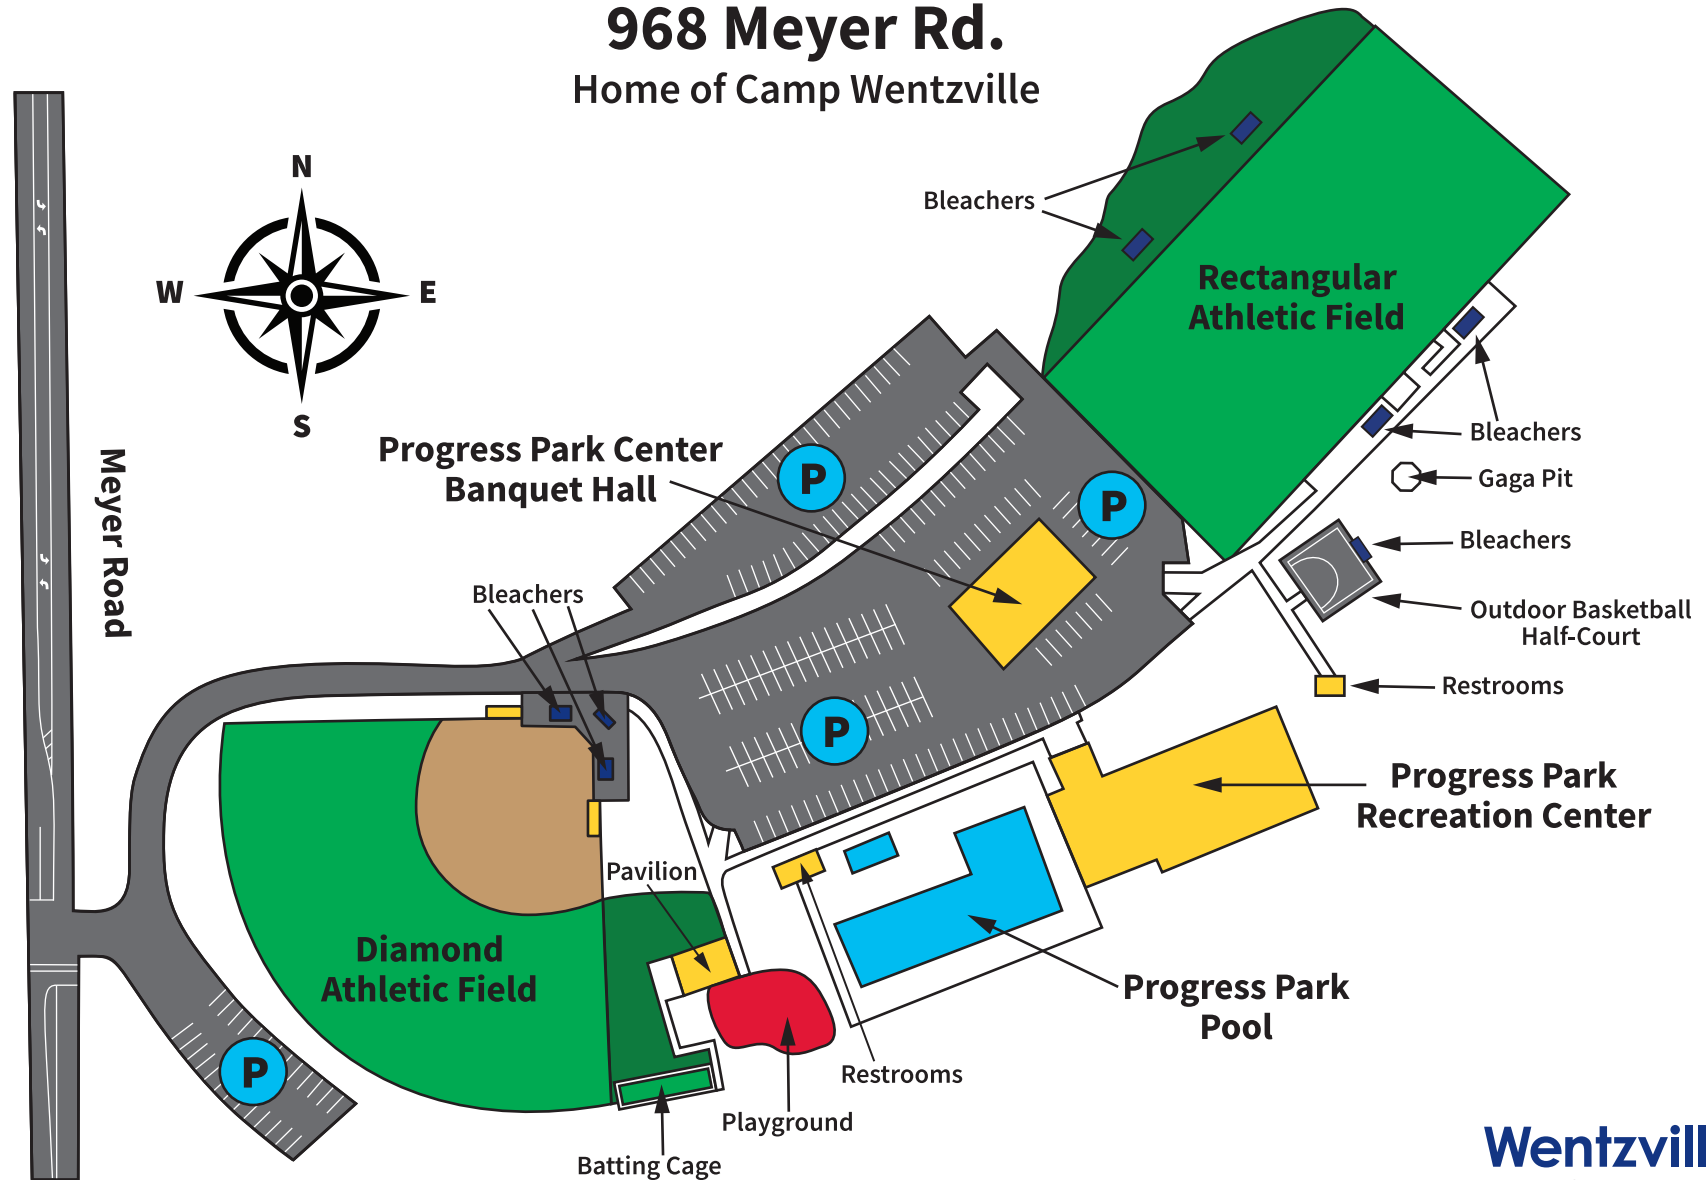 968 Meyer Rd.
Home of Camp Wentzville
N
W
E
S
Meyer Road
Bleachers
Rectangular
Athletic Field
Progress Park Center
Banquet Hall
P
P
Bleachers
Gaga Pit
Bleachers
Outdoor Basketball
Half-Court
Restrooms
Bleachers
P
Progress Park
Recreation Center
Pavilion
Diamond
Athletic Field
Progress Park
Pool
P
Restrooms
Playground
Batting Cage
Wentzvill